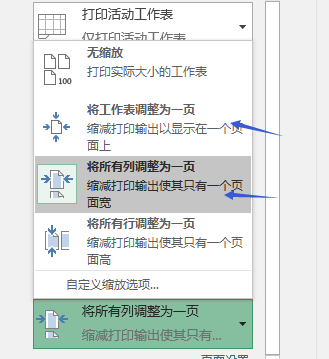 打印活动工作表
仅打印活动工作表
无缩放
打印实际大小的工作表
100
将工作表调整为一页
缩减打印输出以显示在一个页
面上
将所有列调整为一页
缩减打印输出使其只有一个页
面宽
将所有行调整为一页
缩减打印输出使其只有一个页
面高
自定义缩放选项...
将所有列调整为一页
缩减打印输出使其只有...
页面设置